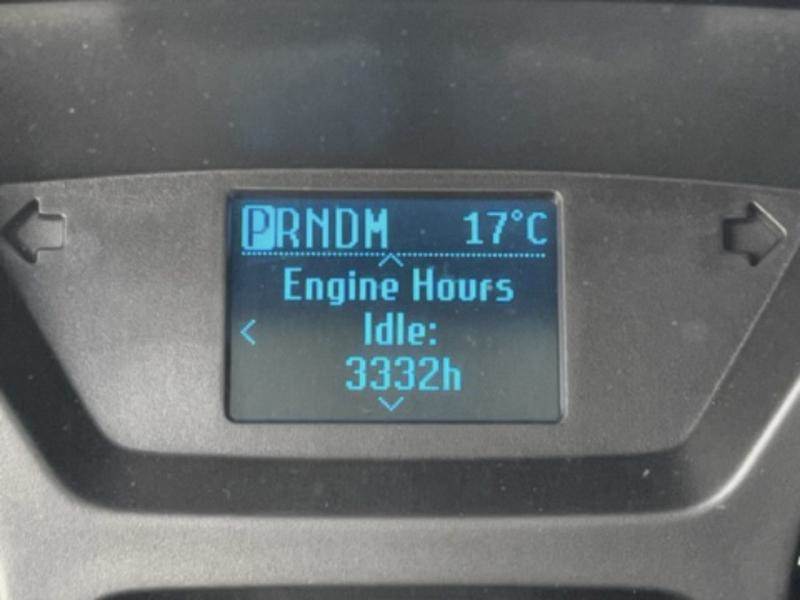 PRNDM 17°C
Engine Hours
Idle:
3332h